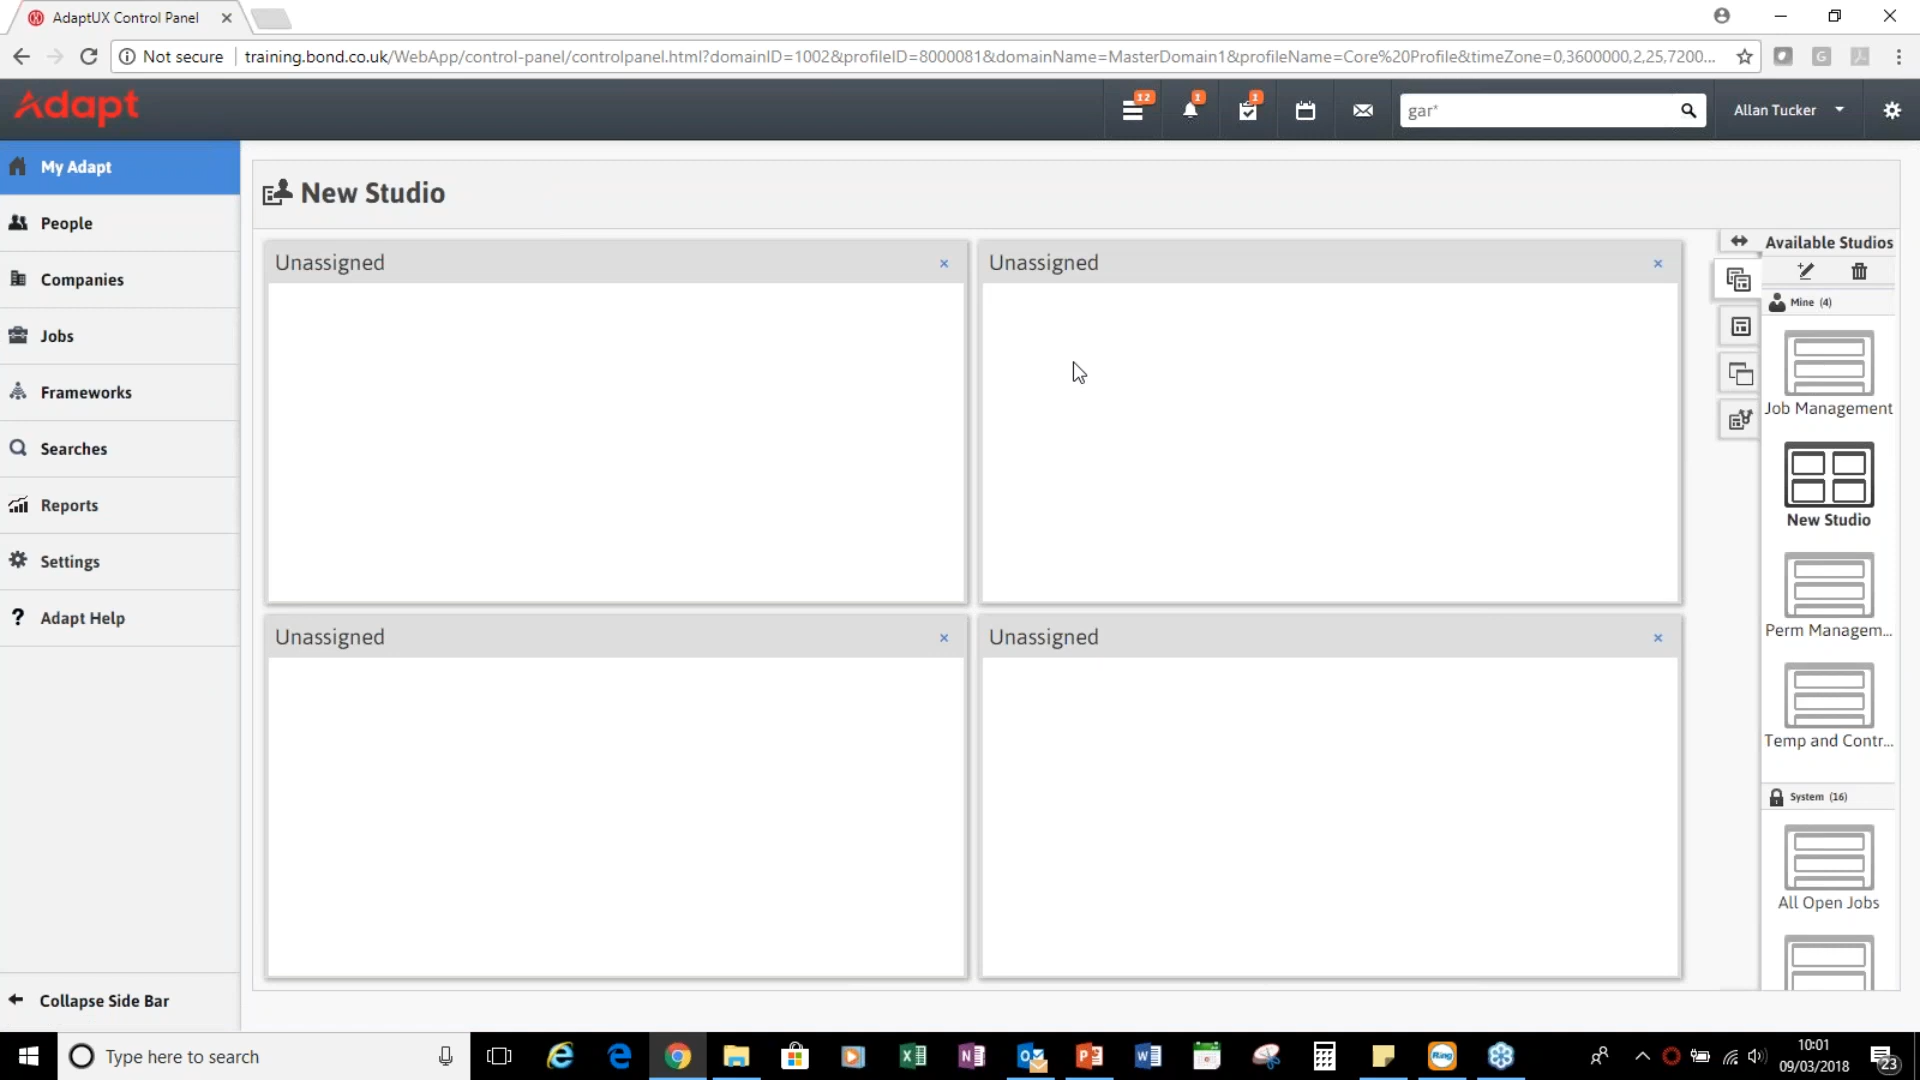 AdaptUX Control Panel
Not secure | training.bond.co.uk/WebApp/control-panel/controlpanel.html?domainID=1002&profileID=8000081&domainName=MasterDomain1&profileName=Core%20Profile&timeZone=0,3600000,2,25,7200...
Adapt
12
1
1
gar*
Allan Tucker
My Adapt
People
Companies
Jobs
Frameworks
Searches
Reports
Settings
Adapt Help
Collapse Side Bar
New Studio
Unassigned
Unassigned
Unassigned
Unassigned
Available Studios
Mine (4)
Job Management
New Studio
Perm Managem...
Temp and Contr...
System (16)
All Open Jobs
Type here to search
Ring
10:01
09/03/2018
23